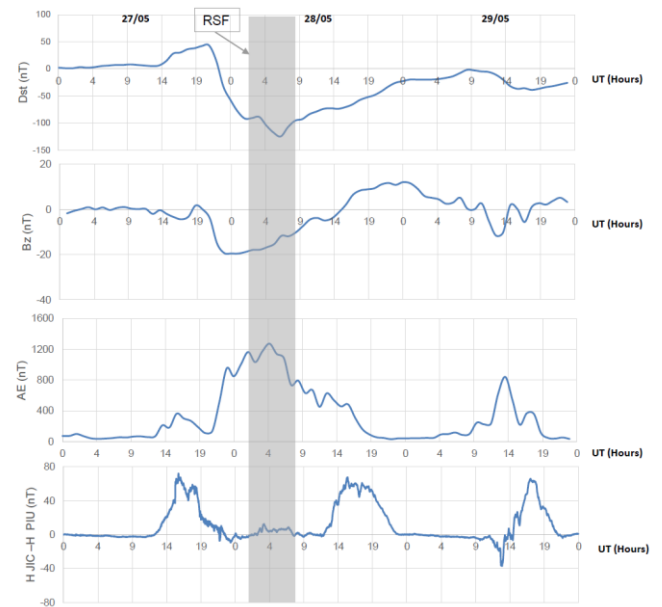 27/05 RSF 28/05 29/05
100
50
0
-50
-100
-150
Dst (nT)
0 4 9 14 19 0 4 9 14 19 0 4 9 14 19 0
UT (Hours)
20
0
-20
-40
Bz (nT)
0 4 9 14 19 0 4 9 14 19 0 4 9 14 19 0
UT (Hours)
1600
1200
800
400
0
AE (nT)
0 4 9 14 19 0 4 9 14 19 0 4 9 14 19 0
UT (Hours)
80
40
0
-40
-80
H JIC –H PIU (nT)
0 4 9 14 19 0 4 9 14 19 0 4 9 14 19 0
UT (Hours)